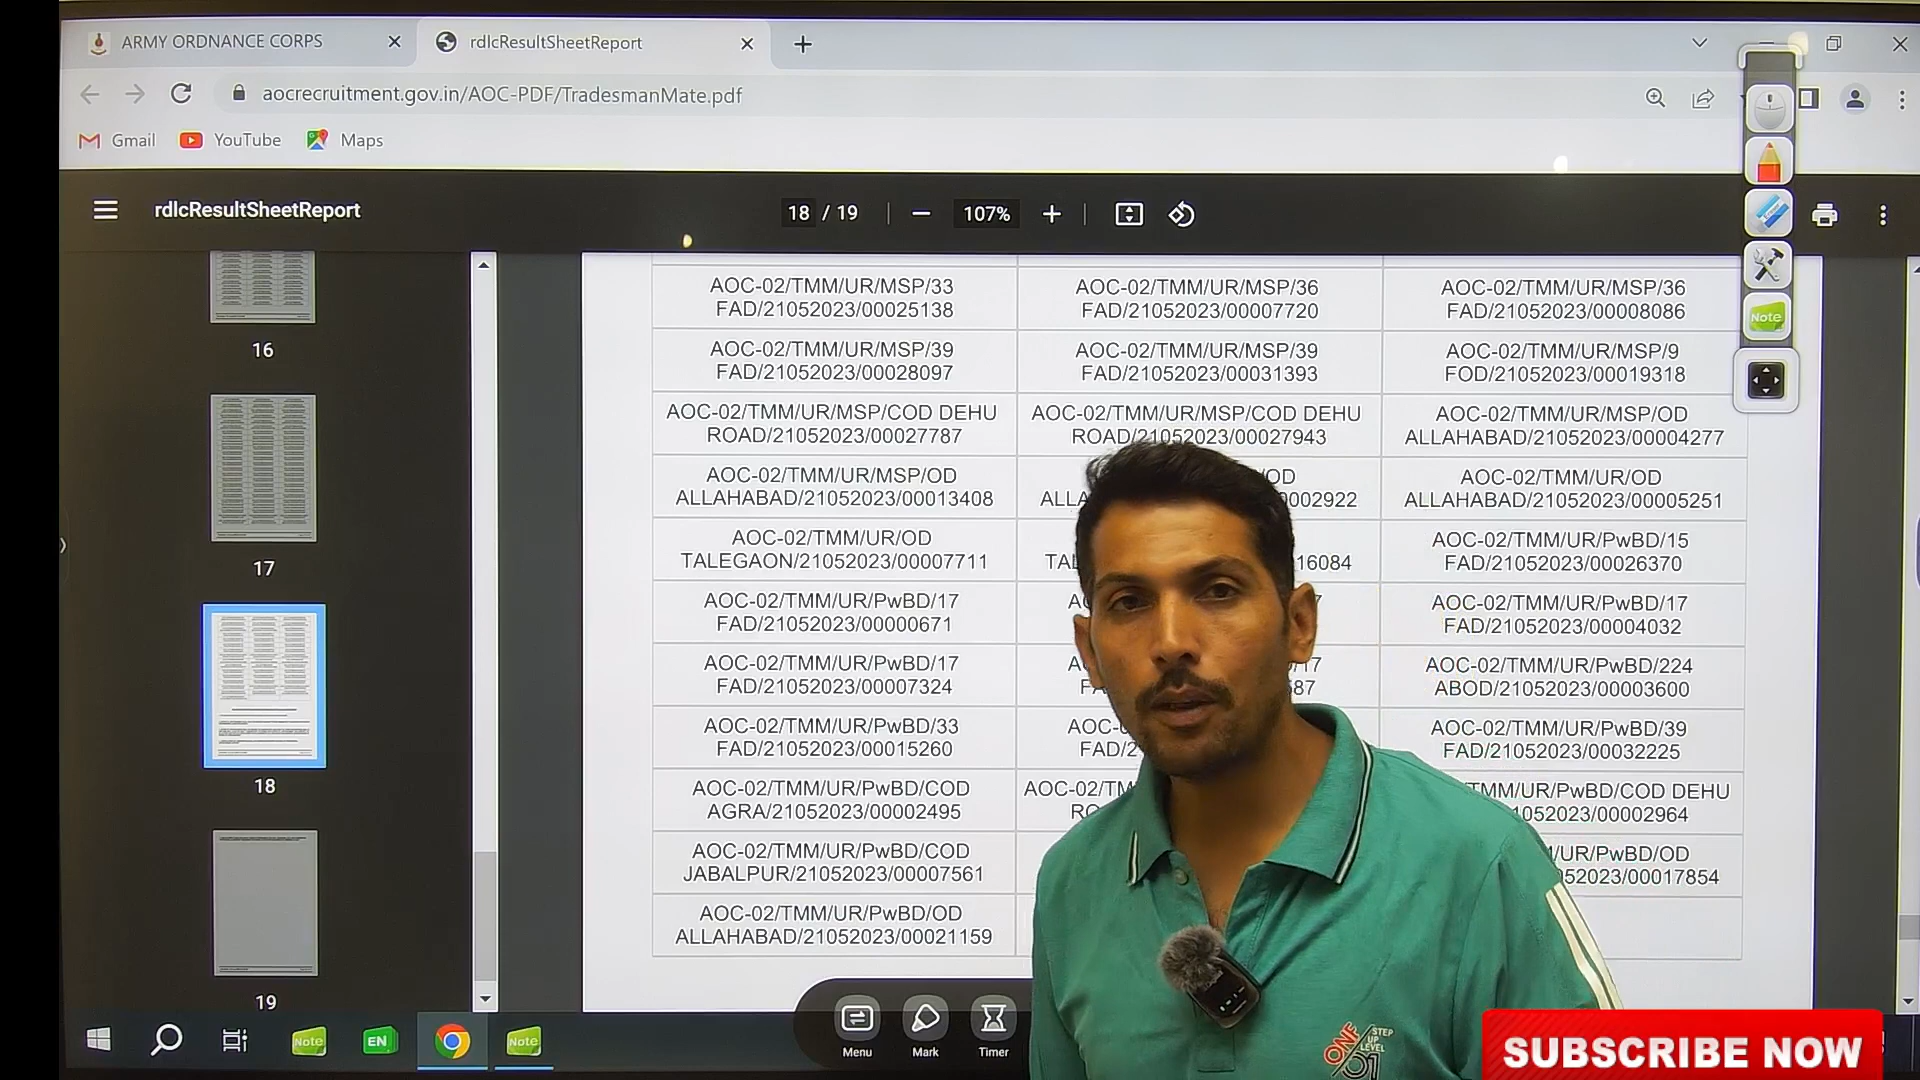 ARMY ORDNANCE CORPS
rdlcResultSheetReport
aocrecruitment.gov.in/AOC-PDF/TradesmanMate.pdf
Gmail
YouTube
Maps
rdlcResultSheetReport
18 / 19
107%
16
17
18
19
AOC-02/TMM/UR/MSP/33
FAD/21052023/00025138
AOC-02/TMM/UR/MSP/36
FAD/21052023/00007720
AOC-02/TMM/UR/MSP/36
FAD/21052023/00008086
AOC-02/TMM/UR/MSP/39
FAD/21052023/00028097
AOC-02/TMM/UR/MSP/39
FAD/21052023/00031393
AOC-02/TMM/UR/MSP/9
FOD/21052023/00019318
AOC-02/TMM/UR/MSP/COD DEHU
ROAD/21052023/00027787
AOC-02/TMM/UR/MSP/COD DEHU
ROAD/21052023/00027943
AOC-02/TMM/UR/MSP/OD
ALLAHABAD/21052023/00004277
AOC-02/TMM/UR/MSP/OD
ALLAHABAD/21052023/00013408
AOC-02/TMM/UR/OD
ALLAHABAD/21052023/00005251
AOC-02/TMM/UR/OD
TALEGAON/21052023/00007711
AOC-02/TMM/UR/PwBD/15
FAD/21052023/00026370
AOC-02/TMM/UR/PwBD/17
FAD/21052023/00000671
AOC-02/TMM/UR/PwBD/17
FAD/21052023/00004032
AOC-02/TMM/UR/PwBD/17
FAD/21052023/00007324
AOC-02/TMM/UR/PwBD/224
ABOD/21052023/00003600
AOC-02/TMM/UR/PwBD/33
FAD/21052023/00015260
AOC-02/TMM/UR/PwBD/39
FAD/21052023/00032225
AOC-02/TMM/UR/PwBD/COD
AGRA/21052023/00002495
AOC-02/TMM/UR/PwBD/COD
JABALPUR/21052023/00007561
AOC-02/TMM/UR/PwBD/OD
ALLAHABAD/21052023/00021159
Note
Menu
Mark
Timer
Note
EN
Note
STEP
UP
LEVEL
SUBSCRIBE NOW